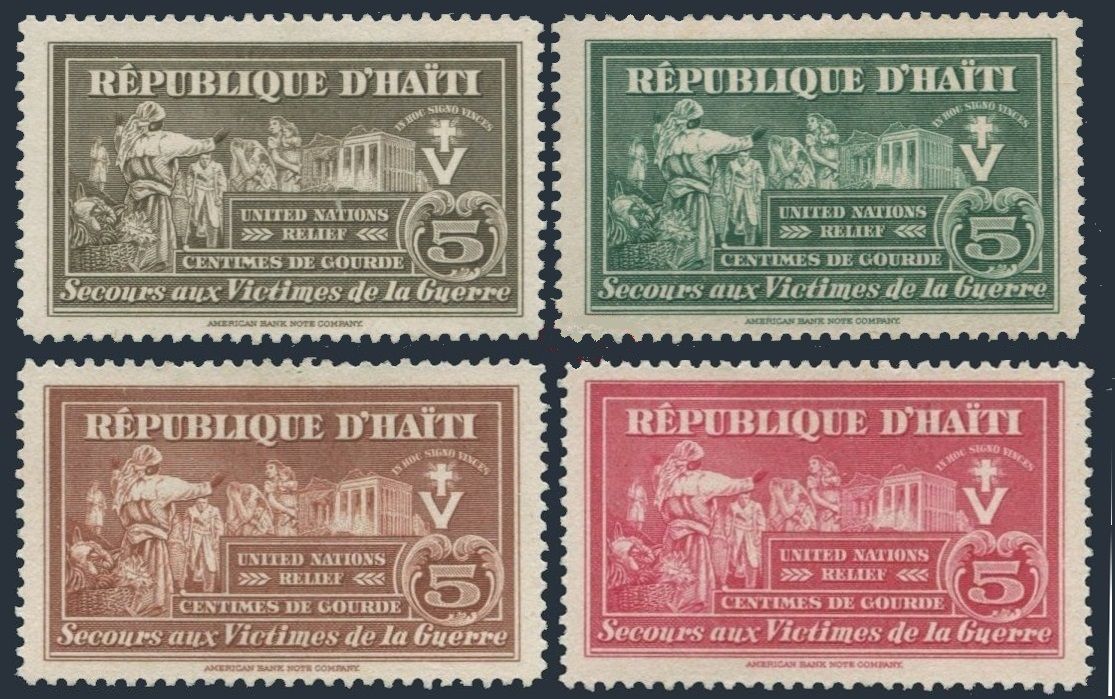 RÉPUBLIQUE D'HAÏTI
IN HOC SIGNO VINCES
V
UNITED NATIONS
RELIEF
5
CENTIMES DE GOURDE
Secours aux Victimes de la Guerre
AMERICAN BANK NOTE COMPANY.
RÉPUBLIQUE D'HAÏTI
IN HOC SIGNO VINCES
V
UNITED NATIONS
RELIEF
5
CENTIMES DE GOURDE
Secours aux Victimes de la Guerre
AMERICAN BANK NOTE COMPANY.
RÉPUBLIQUE D'HAÏTI
IN HOC SIGNO VINCES
V
UNITED NATIONS
RELIEF
5
CENTIMES DE GOURDE
Secours aux Victimes de la Guerre
AMERICAN BANK NOTE COMPANY.
RÉPUBLIQUE D'HAÏTI
IN HOC SIGNO VINCES
V
UNITED NATIONS
RELIEF
5
CENTIMES DE GOURDE
Secours aux Victimes de la Guerre
AMERICAN BANK NOTE COMPANY.